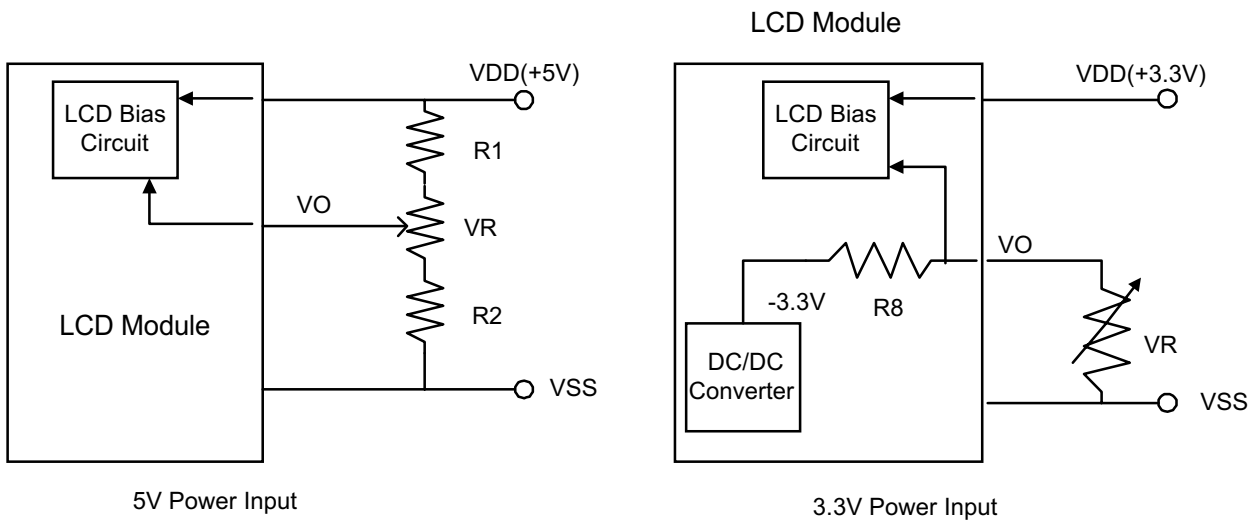 LCD Module
VDD(+5V)
LCD Bias
Circuit
R1
VO
VR
LCD Module
R2
VSS
5V Power Input
VDD(+3.3V)
LCD Bias
Circuit
VO
-3.3V
R8
VR
DC/DC
Converter
VSS
3.3V Power Input